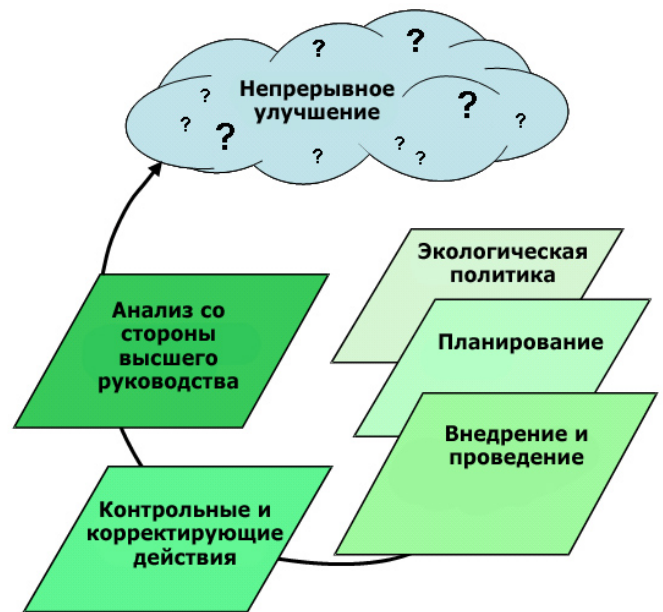 Непрерывное
улучшение
? ? ? ? ? ? ? ? ? ? ?
Экологическая
политика
Планирование
Внедрение и
проведение
Контрольные и
корректирующие
действия
Анализ со
стороны
высшего
руководства